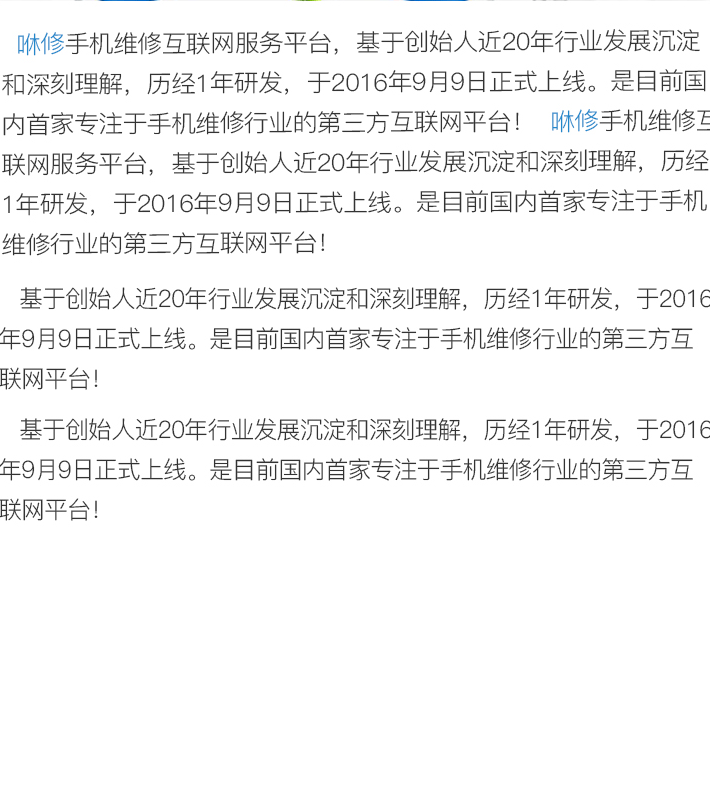 咻修手机维修互联网服务平台，基于创始人近20年行业发展沉淀
和深刻理解，历经1年研发，于2016年9月9日正式上线。是目前国
内首家专注于手机维修行业的第三方互联网平台！ 咻修手机维修互
联网服务平台，基于创始人近20年行业发展沉淀和深刻理解，历经
1年研发，于2016年9月9日正式上线。是目前国内首家专注于手机
维修行业的第三方互联网平台！
基于创始人近20年行业发展沉淀和深刻理解，历经1年研发，于2016
年9月9日正式上线。是目前国内首家专注于手机维修行业的第三方互
联网平台！
基于创始人近20年行业发展沉淀和深刻理解，历经1年研发，于2016
年9月9日正式上线。是目前国内首家专注于手机维修行业的第三方互
联网平台！